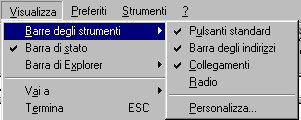 Visualizza Preferiti Strumenti ?
Barre degli strumenti
Barra di stato
Barra di Explorer
Vai a
Termina ESC
Pulsanti standard
Barra degli indirizzi
Collegamenti
Radio
Personalizza...